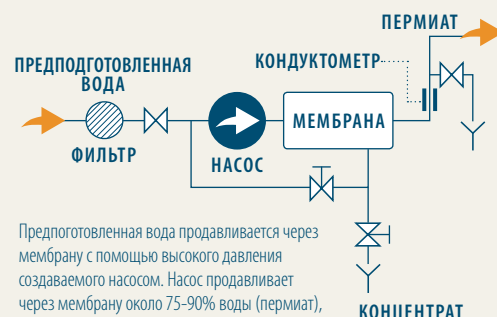 ПЕРМИАТ
ПРЕДПОДГОТОВЛЕННАЯ
ВОДА
КОНДУКТОМЕТР
МЕМБРАНА
ФИЛЬТР
НАСОС
Предпоготовленная вода продавливается через
мембрану с помощью высокого давления
создаваемого насосом. Насос продавливает
через мембрану около 75-90% воды (пермиат),
КОНЦЕНТРАТ